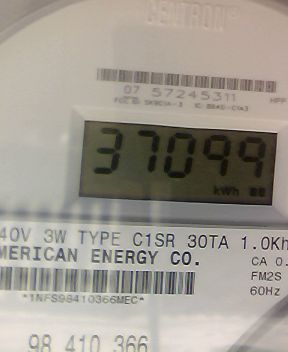 CENTRON®
07 57245311
37099
kWh
40V 3W TYPE C1SR 30TA 1.0Kh
MERICAN ENERGY CO.
CA 0.
FM2S
60Hz
*1NFS98410366MEC*
98 410 366